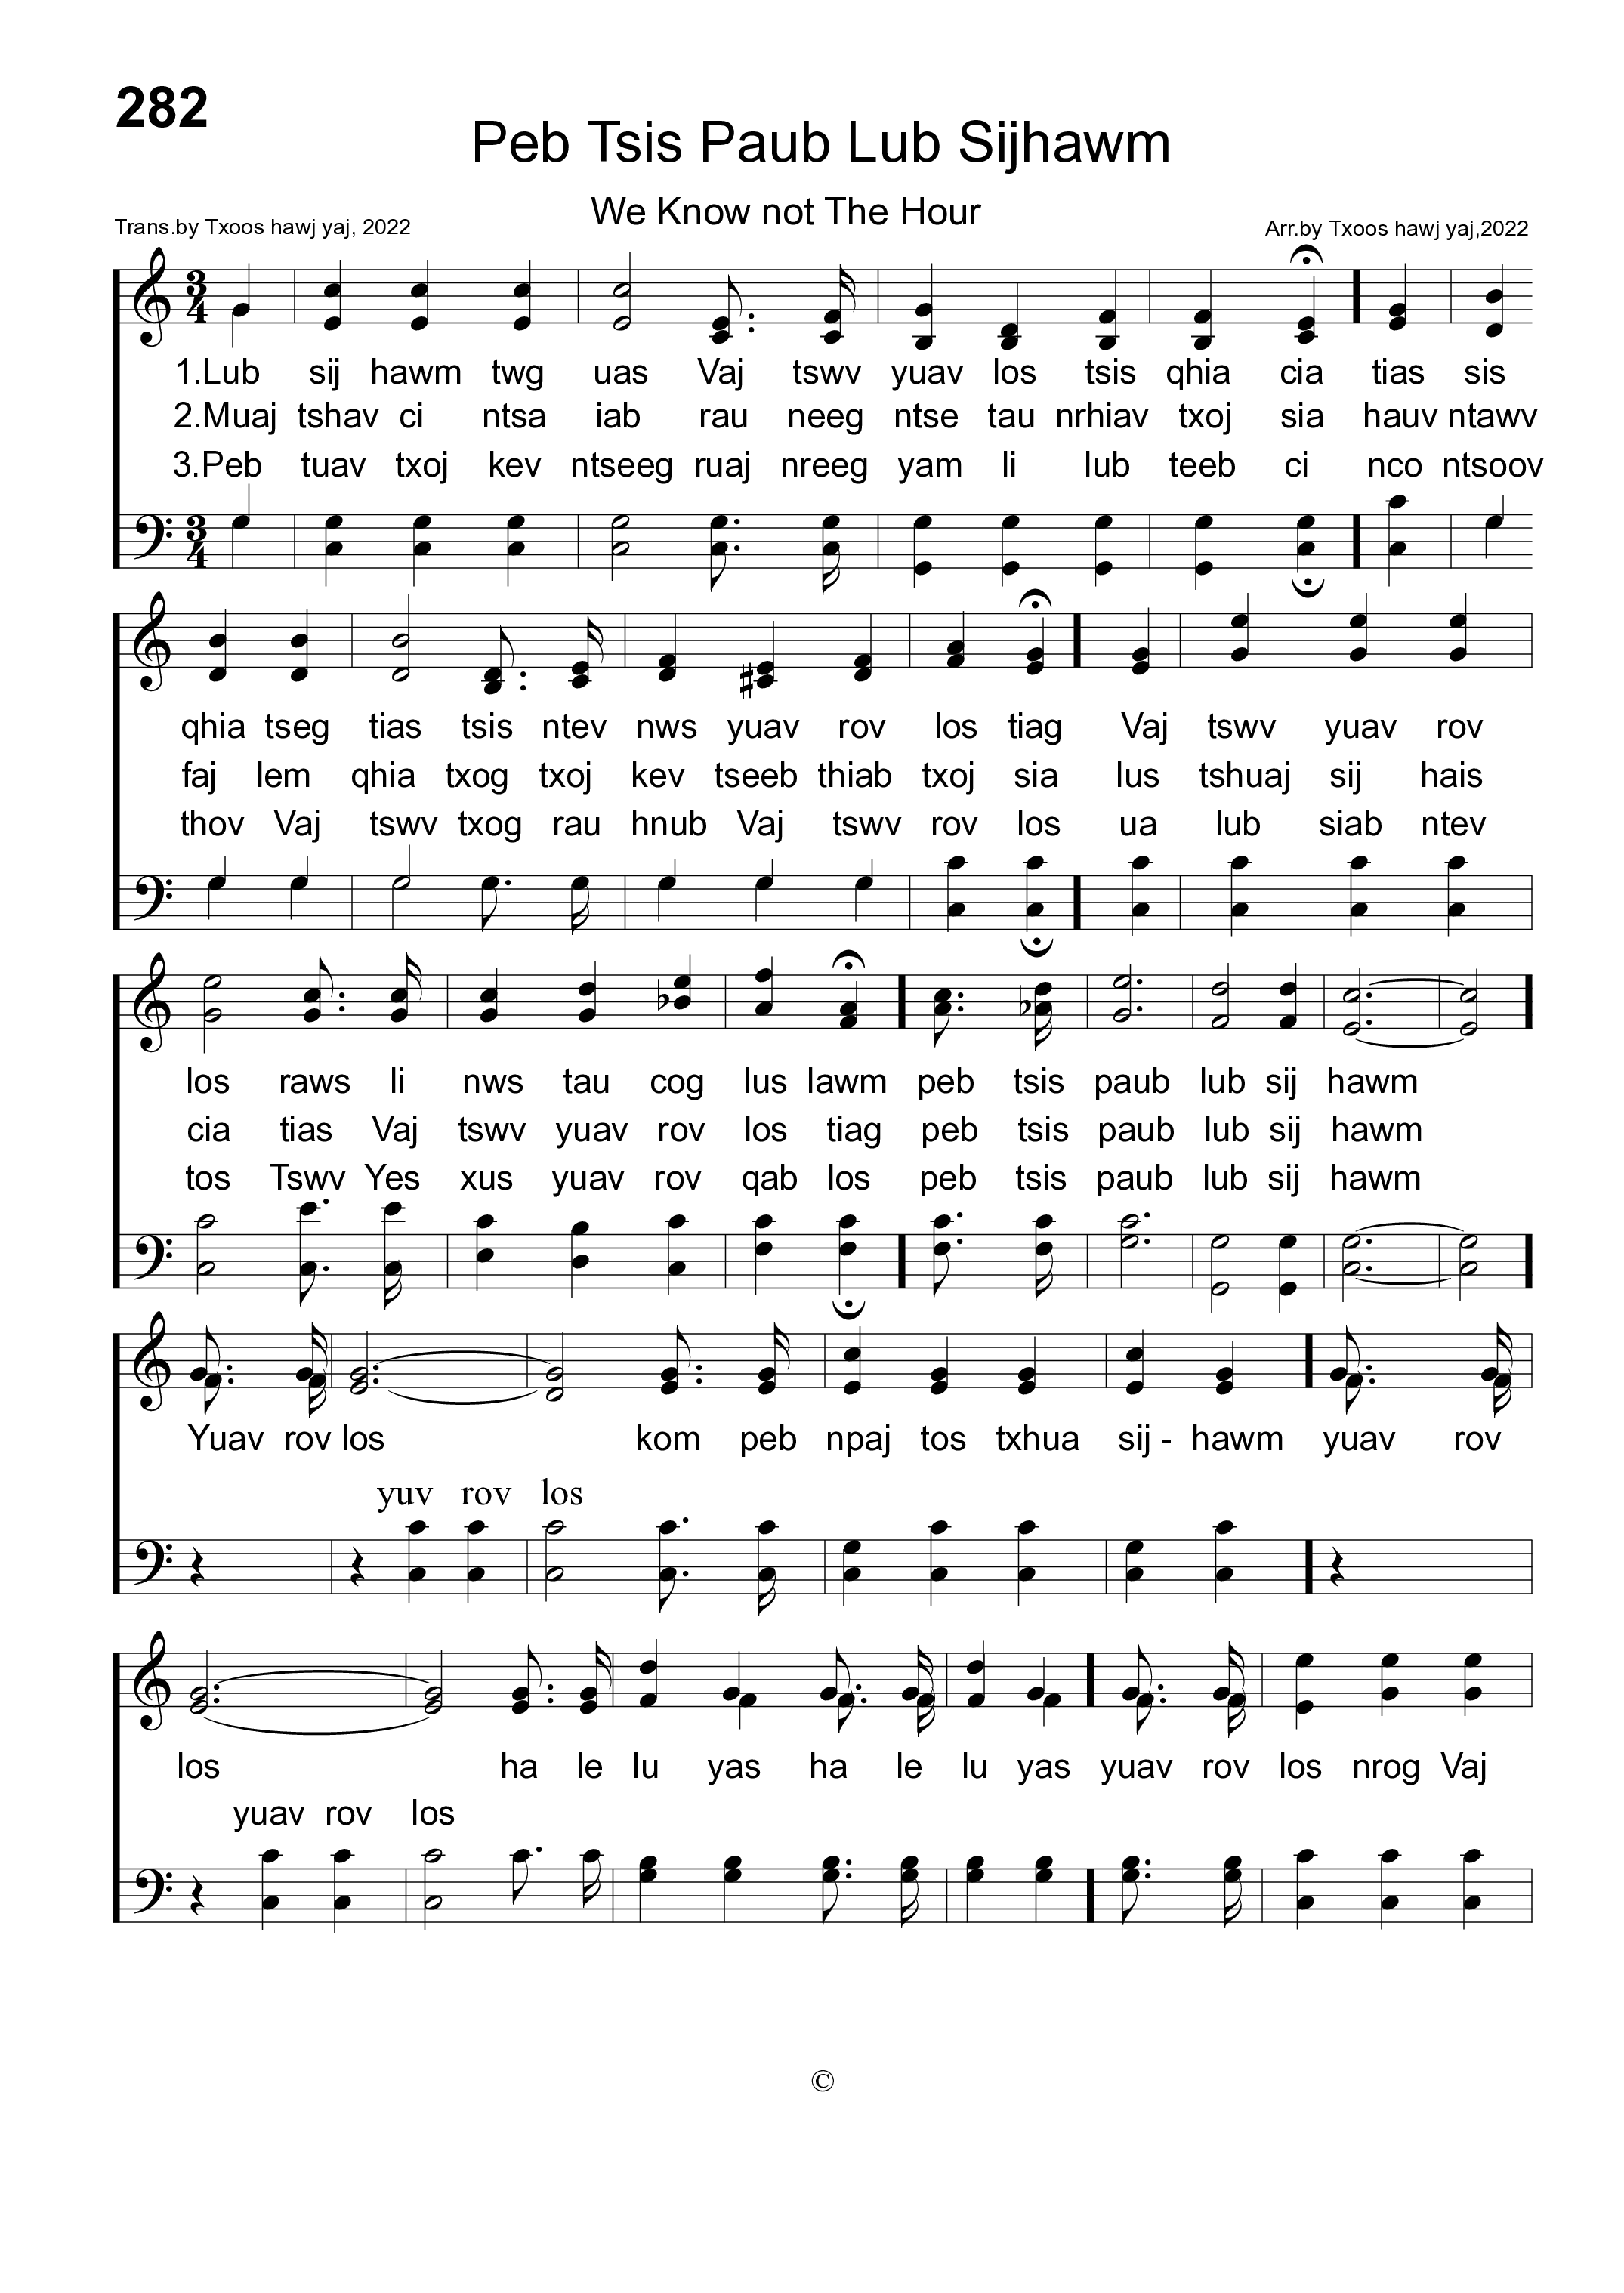 282
Peb Tsis Paub Lub Sijhawm
We Know not The Hour
Trans.by Txoos hawj yaj, 2022
Arr.by Txoos hawj yaj,2022
3 4
1.Lub sij hawm twg uas Vaj tswv yuav los tsis qhia cia tias sis
2.Muaj tshav ci ntsa iab rau neeg ntse tau nrhiav txoj sia hauv ntawv
3.Peb tuav txoj kev ntseeg ruaj nreeg yam li lub teeb ci nco ntsoov
3 4
qhia tseg tias tsis ntev nws yuav rov los tiag Vaj tswv yuav rov
faj lem qhia txog txoj kev tseeb thiab txoj sia lus tshuaj sij hais
thov Vaj tswv txog rau hnub Vaj tswv rov los ua lub siab ntev
los raws li nws tau cog lus lawm peb tsis paub lub sij hawm
cia tias Vaj tswv yuav rov los tiag peb tsis paub lub sij hawm
tos Tswv Yes xus yuav rov qab los peb tsis paub lub sij hawm
Yuav rov los kom peb npaj tos txhua sij - hawm yuav rov
yuv rov los
los ha le lu yas ha le lu yas yuav rov los nrog Vaj
yuav rov los
©